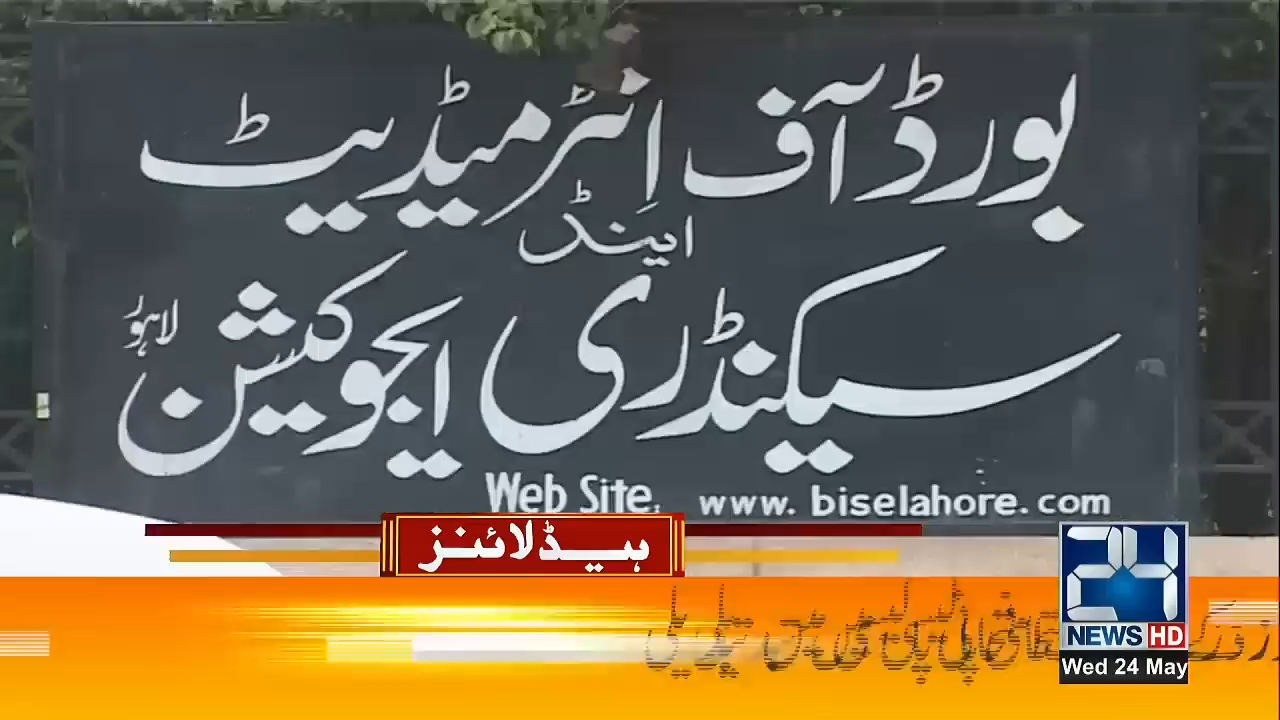 بورڈ آف انٹرمیڈیٹ
اینڈ
سیکنڈری ایجوکیشن لاہور
Web Site. www. biselahore. com
ہیڈلائنز
24
NEWS HD
Wed 24 May